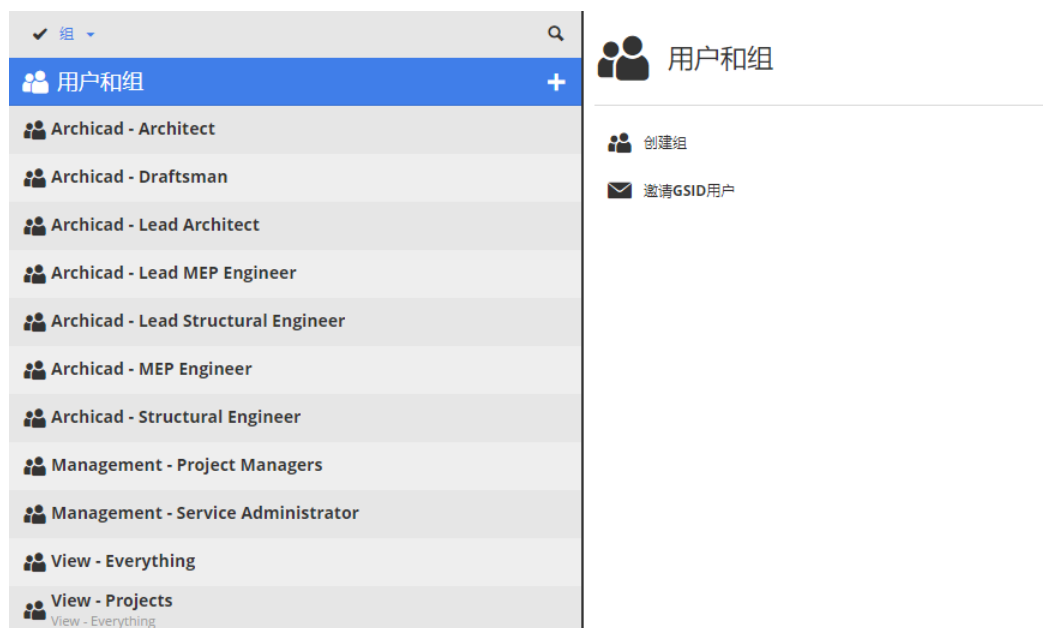 组
用户和组
Archicad - Architect
Archicad - Draftsman
Archicad - Lead Architect
Archicad - Lead MEP Engineer
Archicad - Lead Structural Engineer
Archicad - MEP Engineer
Archicad - Structural Engineer
Management - Project Managers
Management - Service Administrator
View - Everything
View - Projects
View - Everything
用户和组
创建组
邀请GSID用户